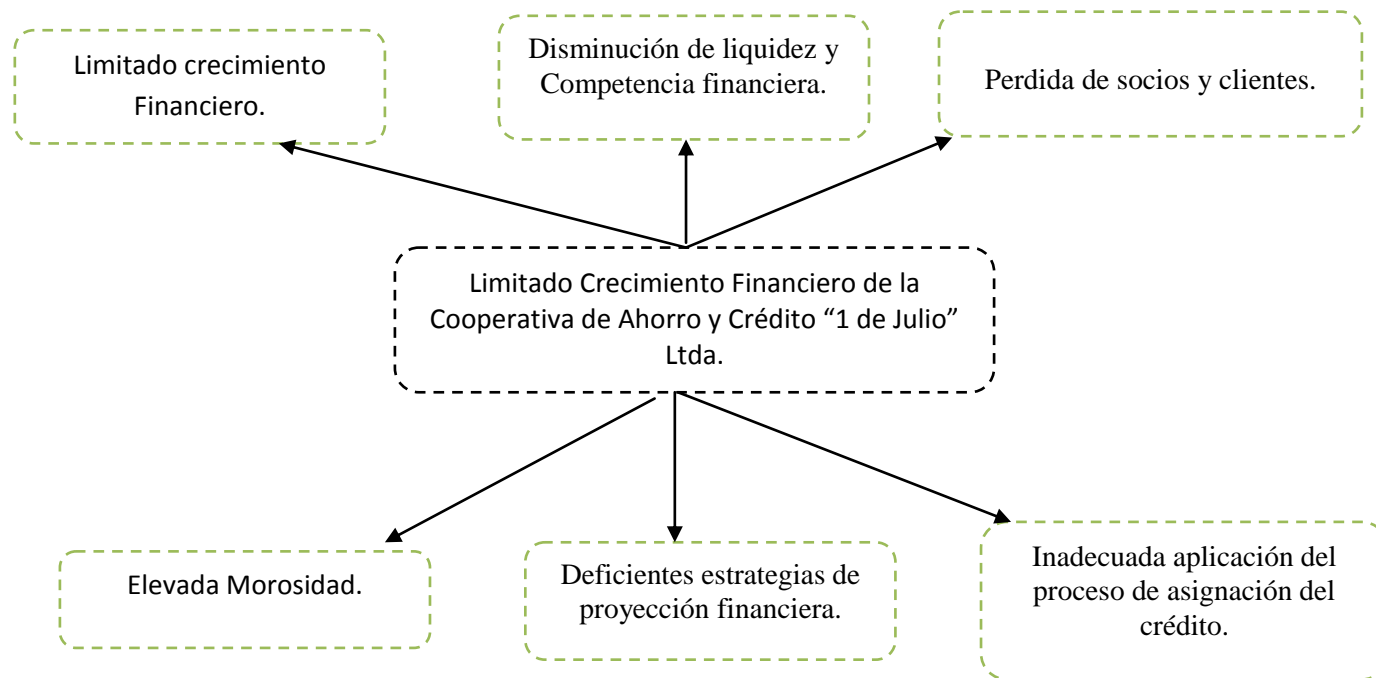 Limitado crecimiento
Financiero.
Disminución de liquidez y
Competencia financiera.
Perdida de socios y clientes.
Limitado Crecimiento Financiero de la
Cooperativa de Ahorro y Crédito “1 de Julio”
Ltda.
Elevada Morosidad.
Deficientes estrategias de
proyección financiera.
Inadecuada aplicación del
proceso de asignación del
crédito.